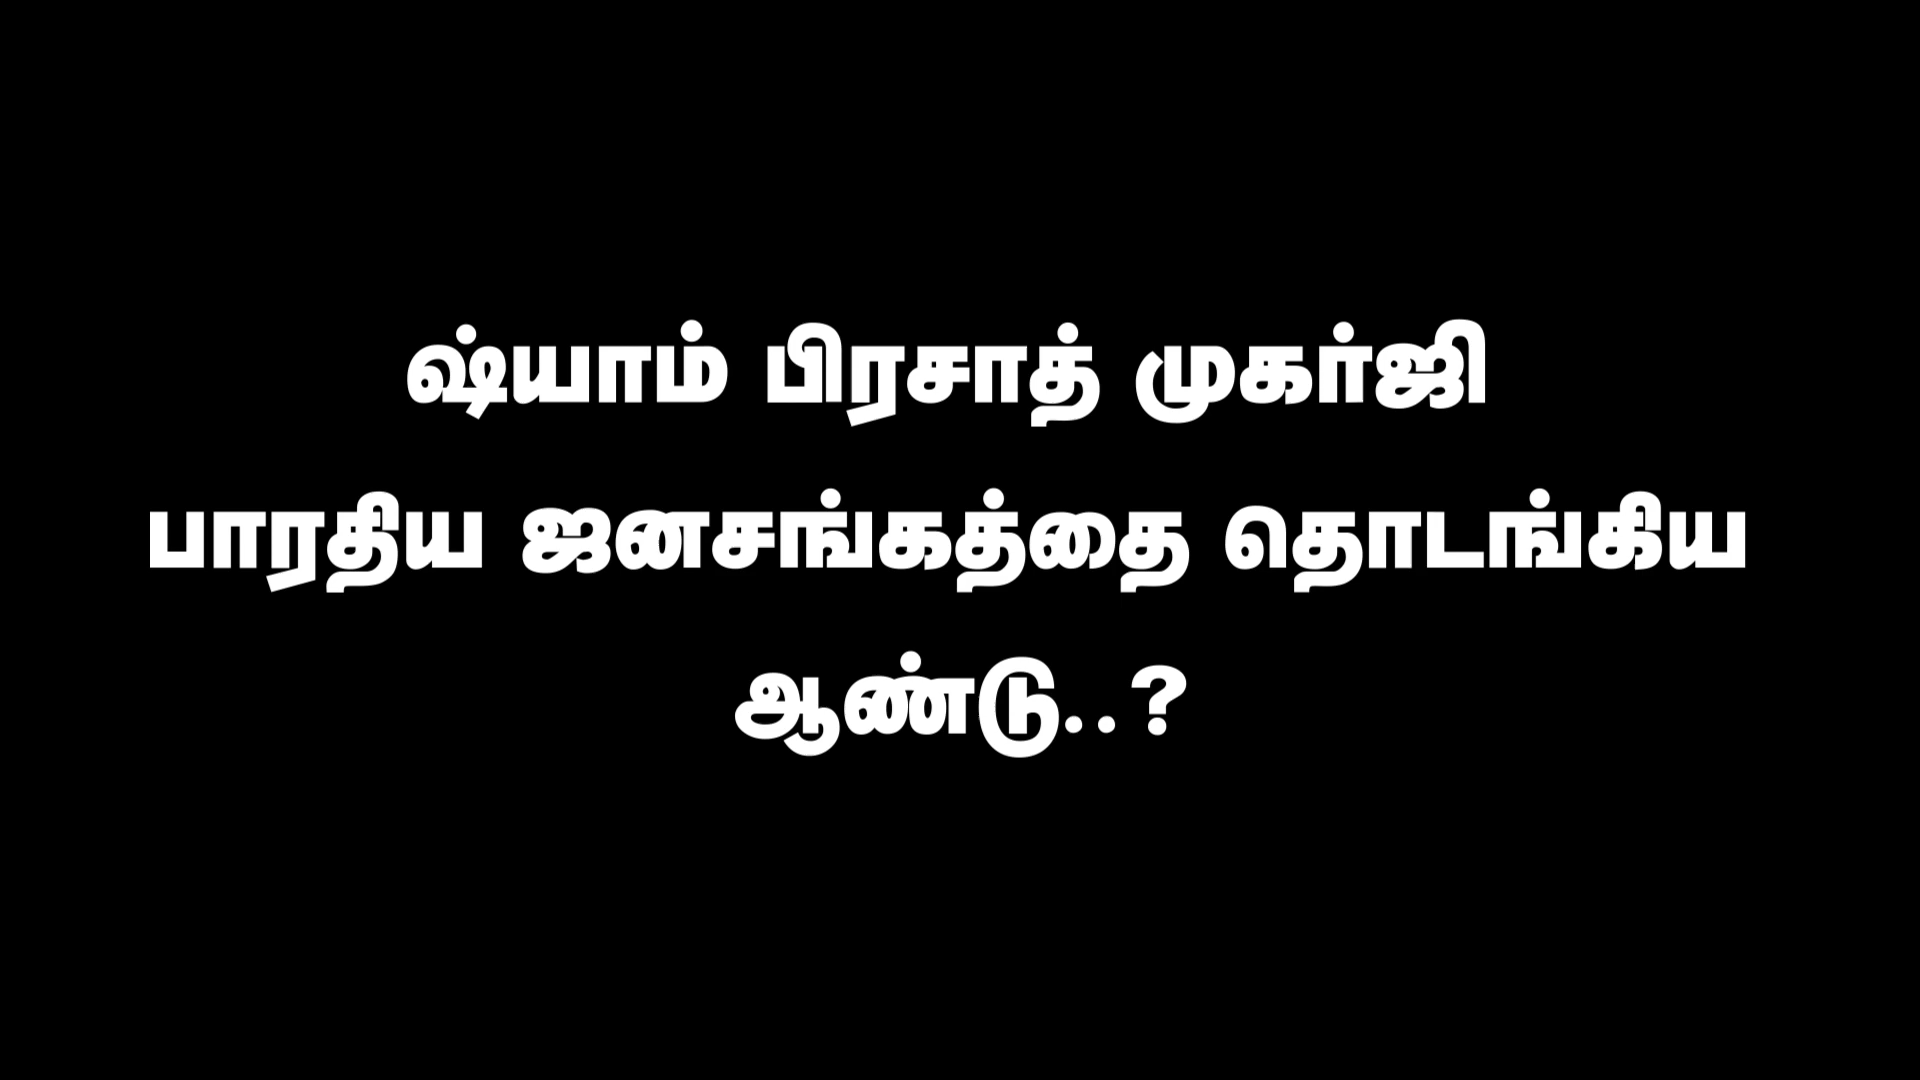 ஷ்யாம் பிரசாத் முகர்ஜி
பாரதிய ஜனசங்கத்தை தொடங்கிய
ஆண்டு..?